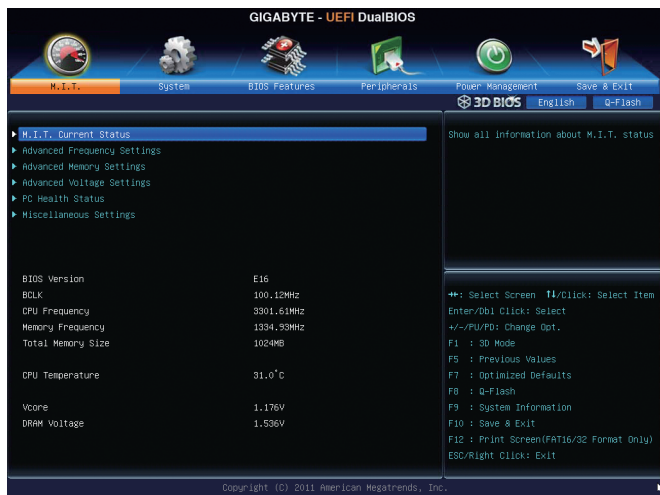 GIGABYTE - UEFI DualBIOS
M.I.T.
System
BIOS Features
Peripherals
Power Management
Save & Exit
3D BIOS
English
Q-Flash
M.I.T. Current Status
Advanced Frequency Settings
Advanced Memory Settings
Advanced Voltage Settings
PC Health Status
Miscellaneous Settings
Show all information about M.I.T. status
BIOS Version E16
BCLK 100.12MHz
CPU Frequency 3301.61MHz
Memory Frequency 1334.93MHz
Total Memory Size 1024MB
CPU Temperature 31.0°C
Vcore 1.176V
DRAM Voltage 1.536V
→←: Select Screen ↑↓/Click: Select Item
Enter/Dbl Click: Select
+/-/PU/PD: Change Opt.
F1 : 3D Mode
F5 : Previous Values
F7 : Optimized Defaults
F8 : Q-Flash
F9 : System Information
F10 : Save & Exit
F12 : Print Screen(FAT16/32 Format Only)
ESC/Right Click: Exit
Copyright (C) 2011 American Megatrends, Inc.